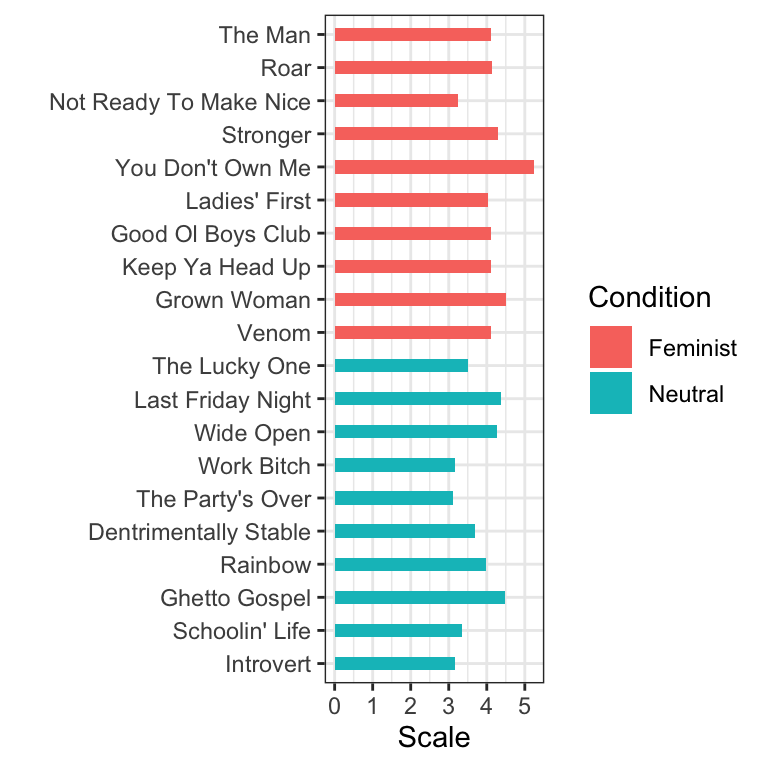 The Man
Roar
Not Ready To Make Nice
Stronger
You Don't Own Me
Ladies' First
Good Ol Boys Club
Keep Ya Head Up
Grown Woman
Venom
The Lucky One
Last Friday Night
Wide Open
Work Bitch
The Party's Over
Dentrimentally Stable
Rainbow
Ghetto Gospel
Schoolin' Life
Introvert
0 1 2 3 4 5
Scale
Condition
Feminist
Neutral